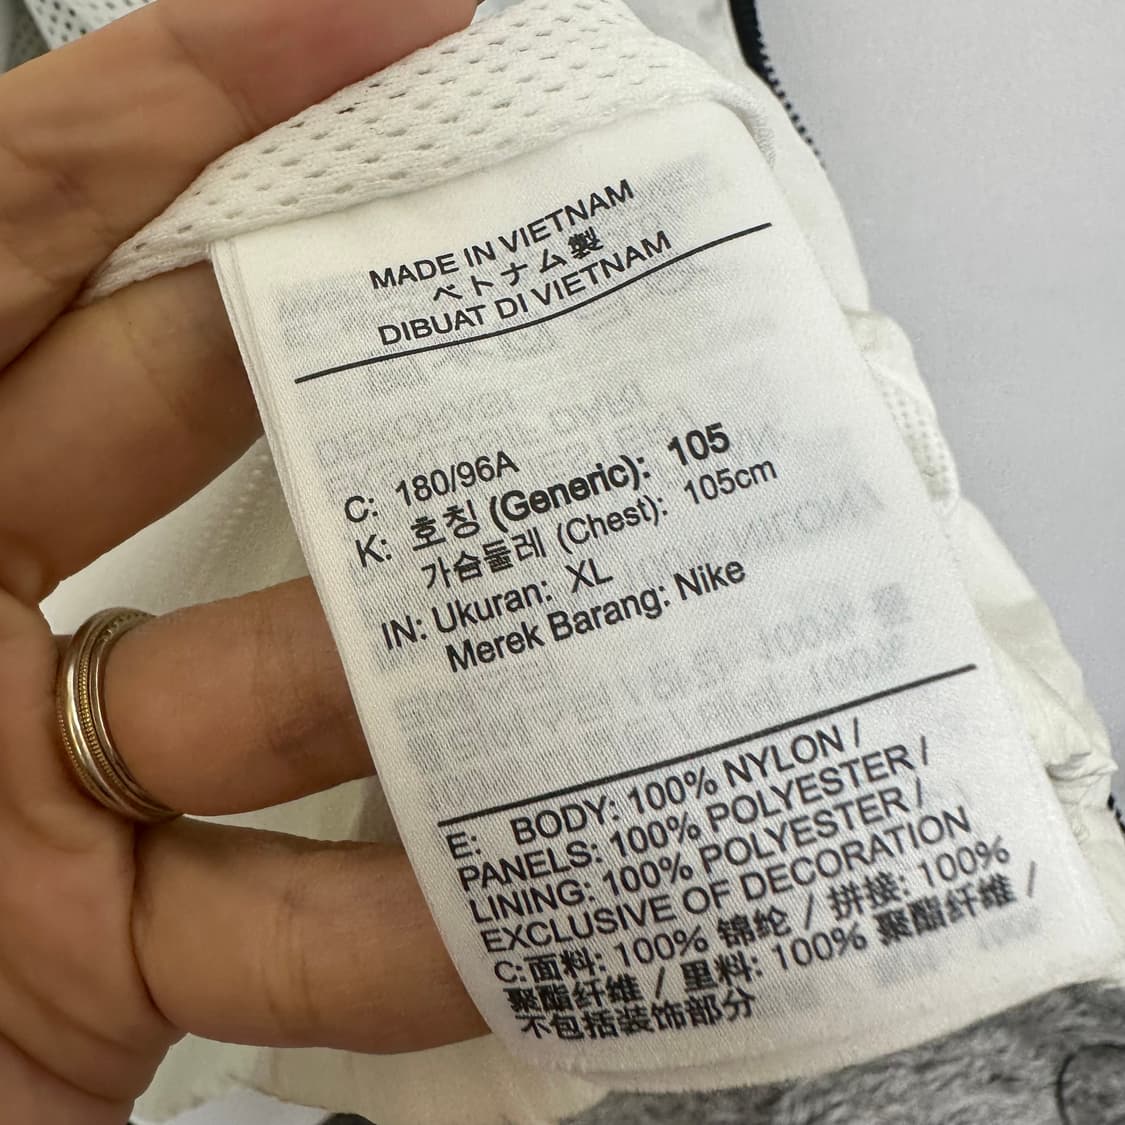 MADE IN VIETNAM
ベトナム製
DIBUAT DI VIETNAM
C: 180/96A
K: 호칭 (Generic): 105
가슴둘레 (Chest): 105cm
IN: Ukuran: XL
Merek Barang: Nike
E: BODY: 100% NYLON /
PANELS: 100% POLYESTER /
LINING: 100% POLYESTER /
EXCLUSIVE OF DECORATION
C:面料: 100% 锦纶 / 拼接: 100%
聚酯纤维 / 里料: 100% 聚酯纤维 /
不包括装饰部分